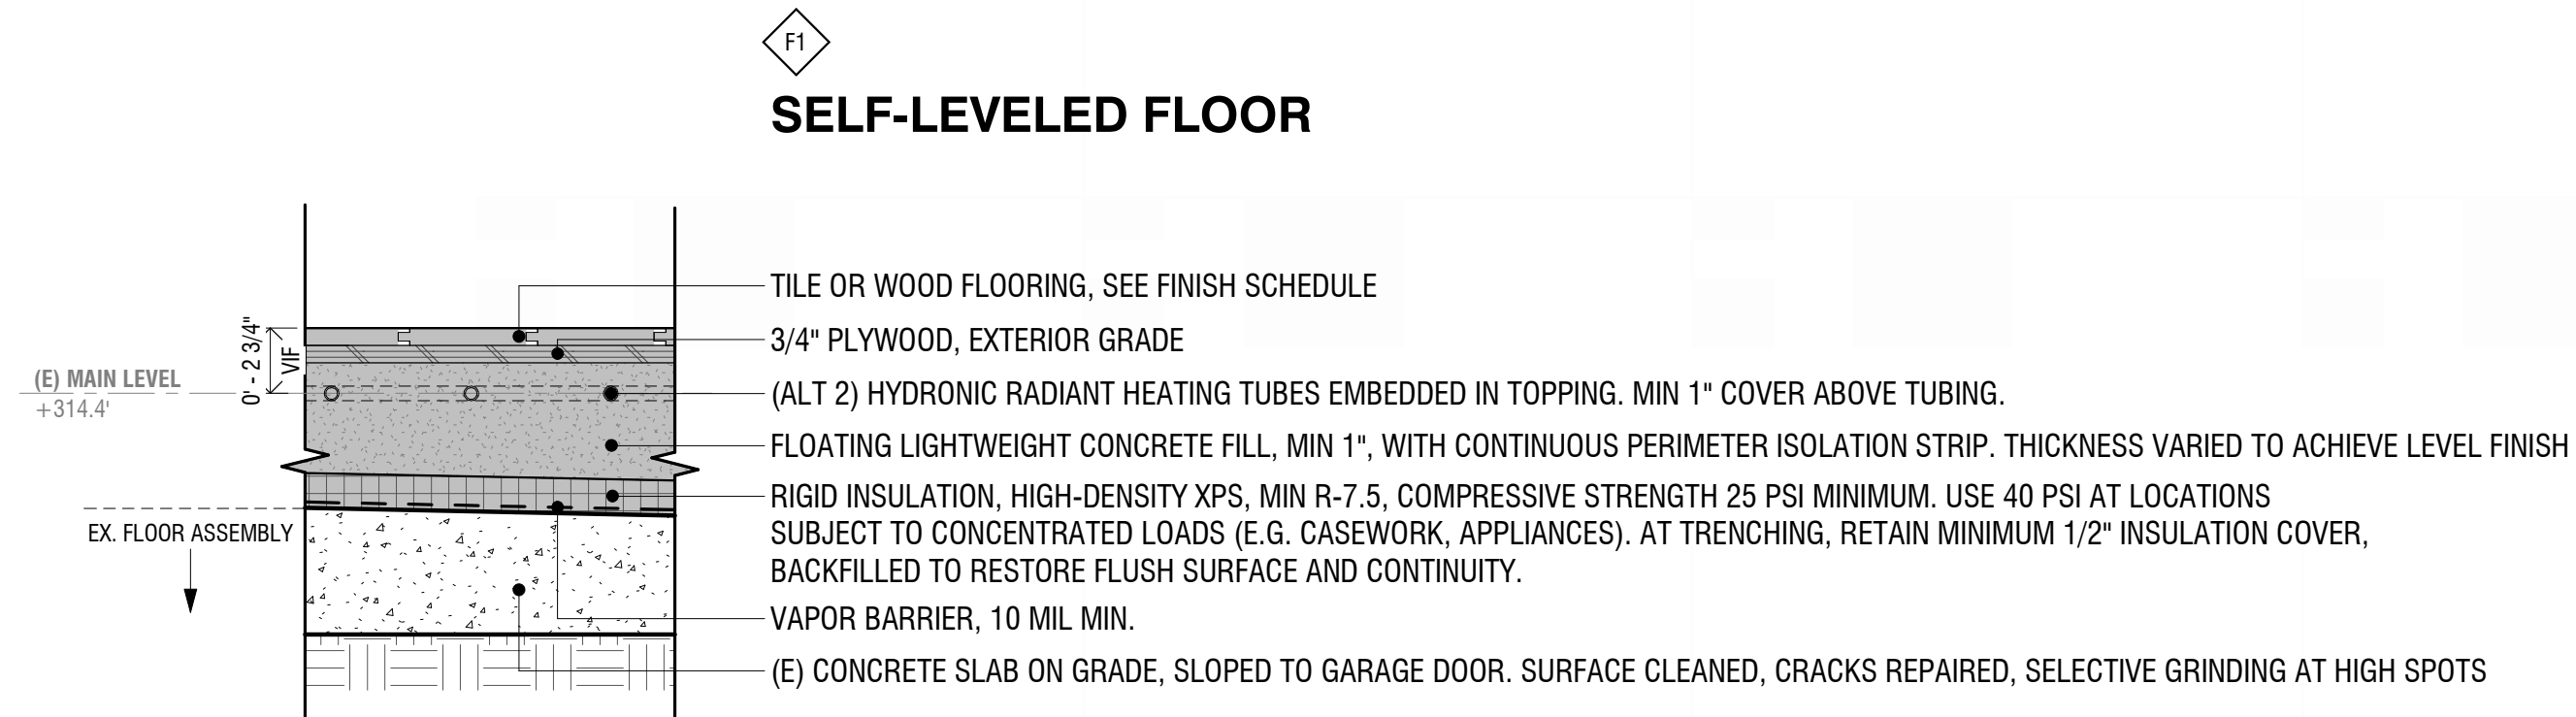 F1
SELF-LEVELED FLOOR
TILE OR WOOD FLOORING, SEE FINISH SCHEDULE
3/4" PLYWOOD, EXTERIOR GRADE
(ALT 2) HYDRONIC RADIANT HEATING TUBES EMBEDDED IN TOPPING. MIN 1" COVER ABOVE TUBING.
FLOATING LIGHTWEIGHT CONCRETE FILL, MIN 1", WITH CONTINUOUS PERIMETER ISOLATION STRIP. THICKNESS VARIED TO ACHIEVE LEVEL FINISH
RIGID INSULATION, HIGH-DENSITY XPS, MIN R-7.5, COMPRESSIVE STRENGTH 25 PSI MINIMUM. USE 40 PSI AT LOCATIONS
SUBJECT TO CONCENTRATED LOADS (E.G. CASEWORK, APPLIANCES). AT TRENCHING, RETAIN MINIMUM 1/2" INSULATION COVER,
BACKFILLED TO RESTORE FLUSH SURFACE AND CONTINUITY.
VAPOR BARRIER, 10 MIL MIN.
(E) CONCRETE SLAB ON GRADE, SLOPED TO GARAGE DOOR. SURFACE CLEANED, CRACKS REPAIRED, SELECTIVE GRINDING AT HIGH SPOTS
0' - 2 3/4"
VIF
(E) MAIN LEVEL
+314.4'
EX. FLOOR ASSEMBLY